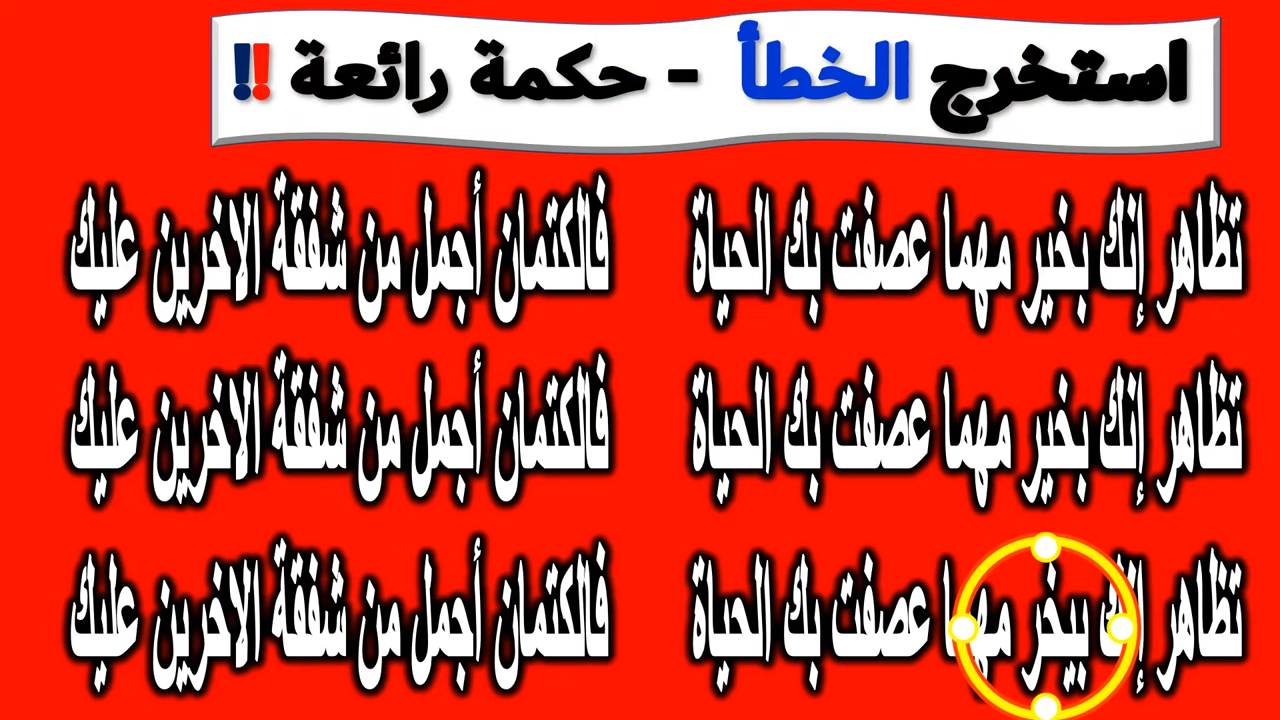 استخرج الخطأ - حكمة رائعة !!
تظاهر إنك بخير مهما عصفت بك الحياة فالكتمان أجمل من شفقة الاخرين عليك
تظاهر إنك بخير مهما عصفت بك الحياة فالكتمان أجمل من شفقة الاخرين عليك
تظاهر إنك بيخر مهما عصفت بك الحياة فالكتمان أجمل من شفقة الاخرين عليك